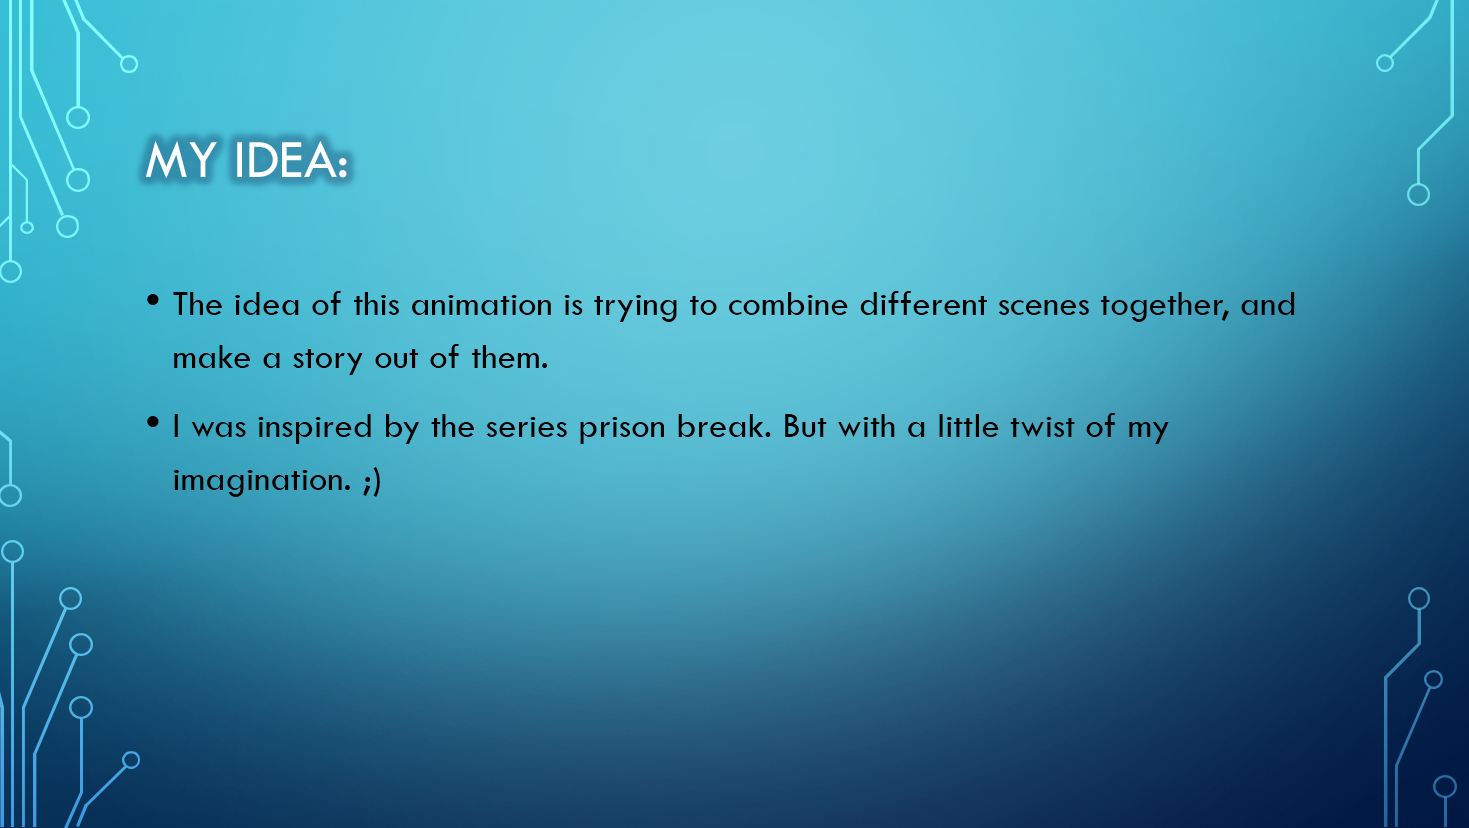 MY IDEA:
• The idea of this animation is trying to combine different scenes together, and
make a story out of them.
• I was inspired by the series prison break. But with a little twist of my
imagination. ;)